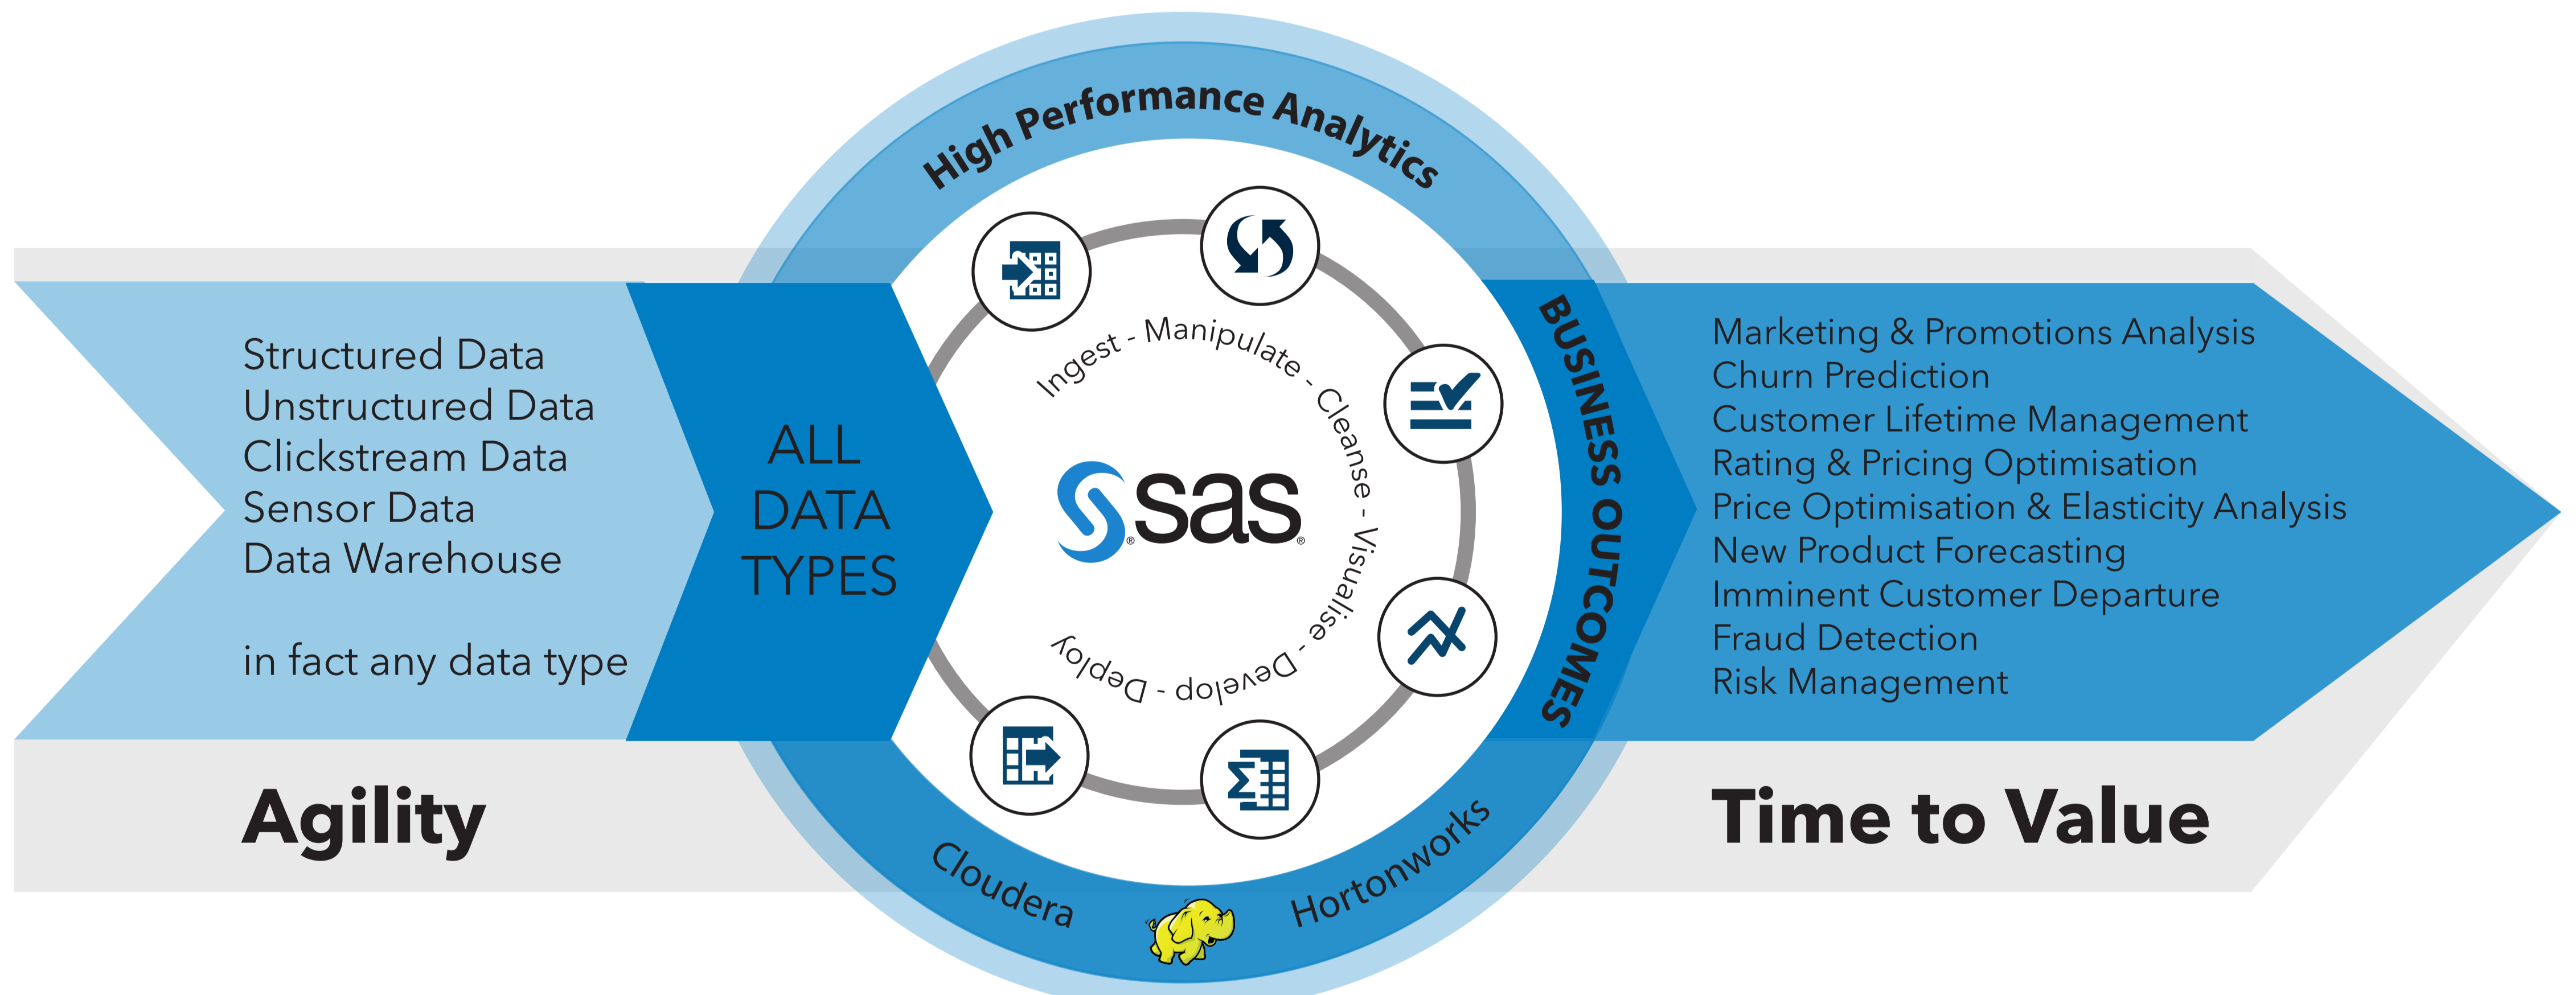 High Performance Analytics
Structured Data
Unstructured Data
Clickstream Data
Sensor Data
Data Warehouse
in fact any data type
ALL
DATA
TYPES
Ingest - Manipulate - Cleanse - Visualise - Develop - Deploy
sas
BUSINESS OUTCOMES
Marketing & Promotions Analysis
Churn Prediction
Customer Lifetime Management
Rating & Pricing Optimisation
Price Optimisation & Elasticity Analysis
New Product Forecasting
Imminent Customer Departure
Fraud Detection
Risk Management
Agility
Time to Value
Cloudera
Hortonworks